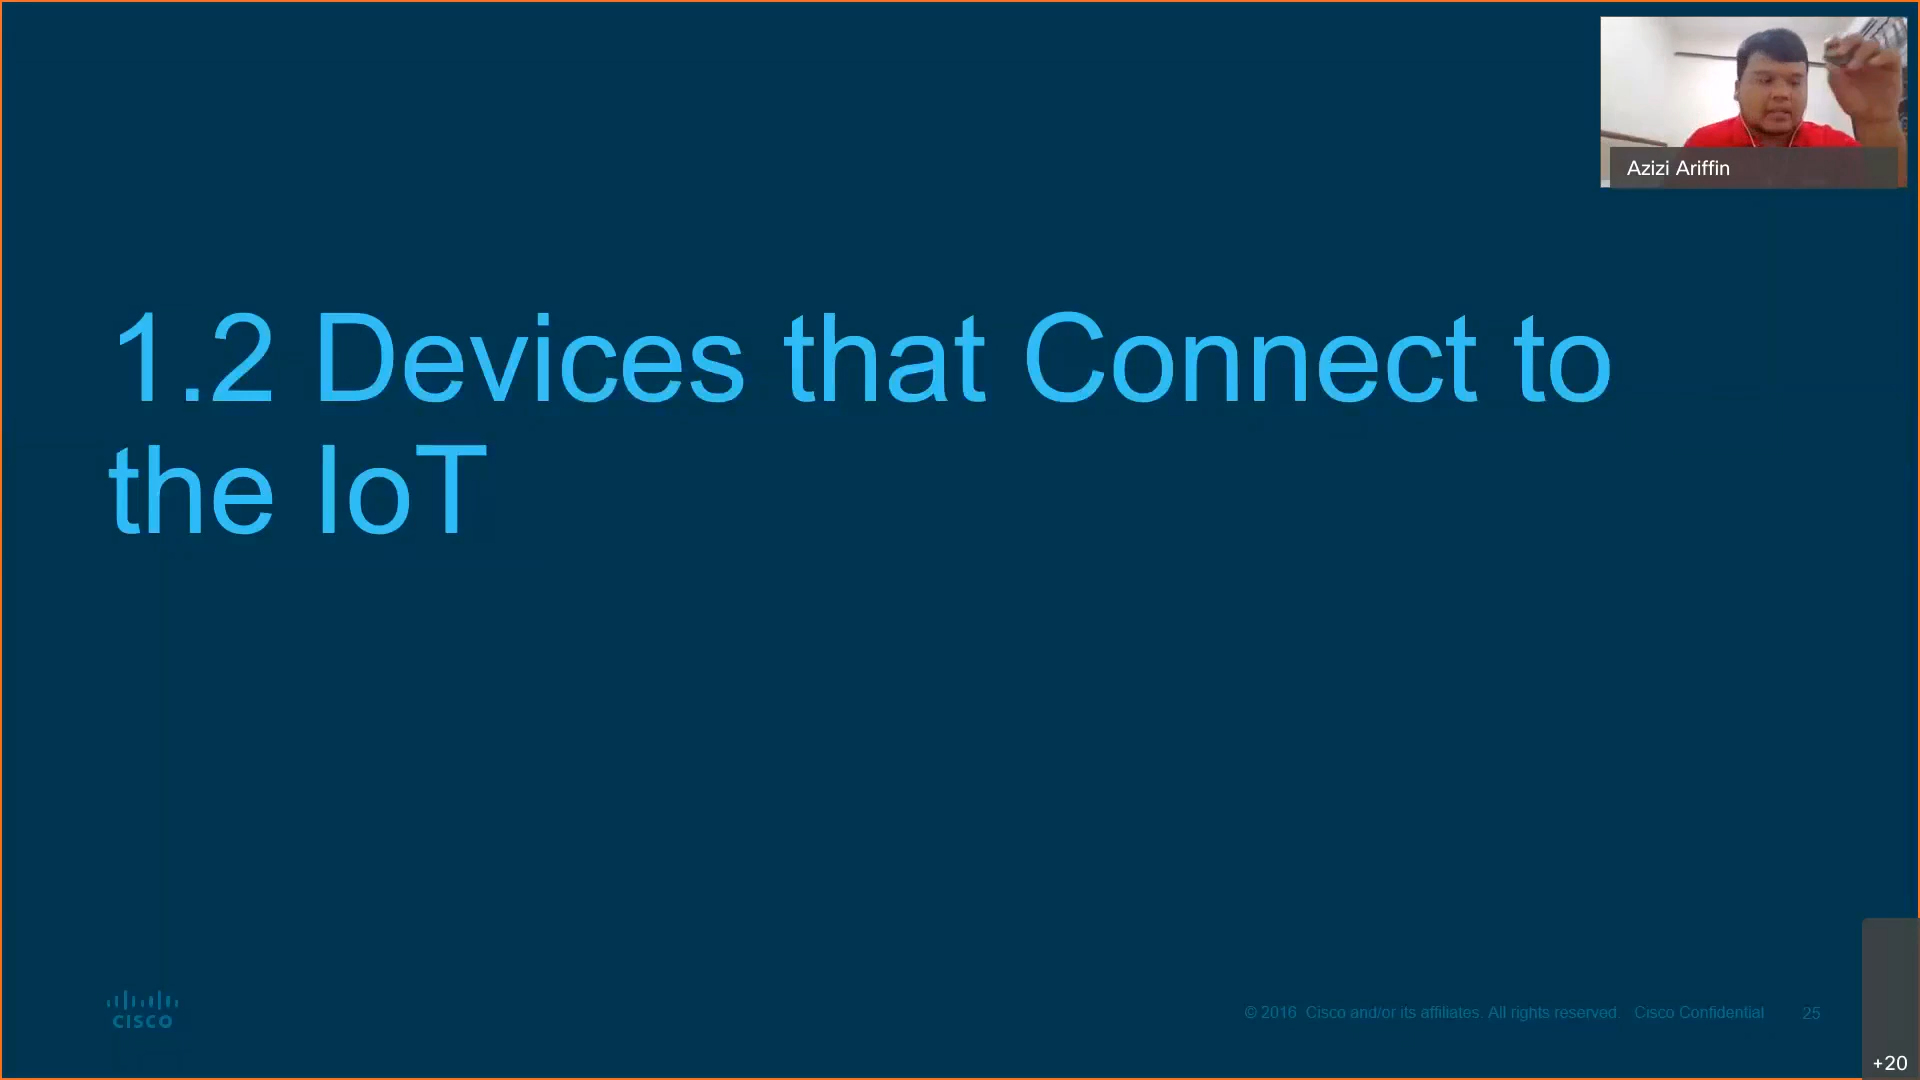 Azizi Ariffin
1.2 Devices that Connect to
the IoT
CISCO
© 2016 Cisco and/or its affiliates. All rights reserved. Cisco Confidential 25
+20